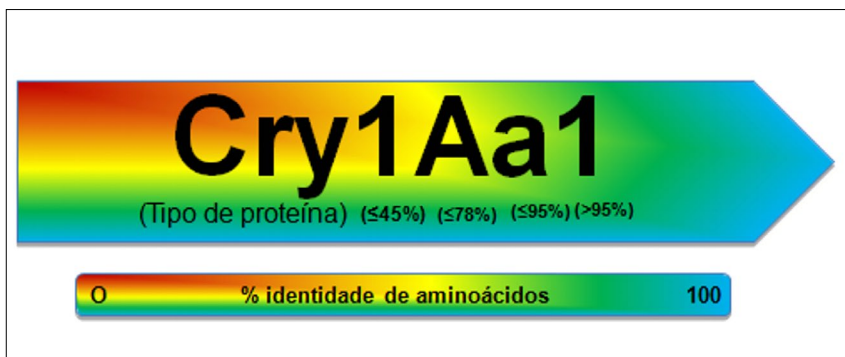 Cry1Aa1
(Tipo de proteína) (≤45%) (≤78%) (≤95%) (>95%)
O % identidade de aminoácidos 100